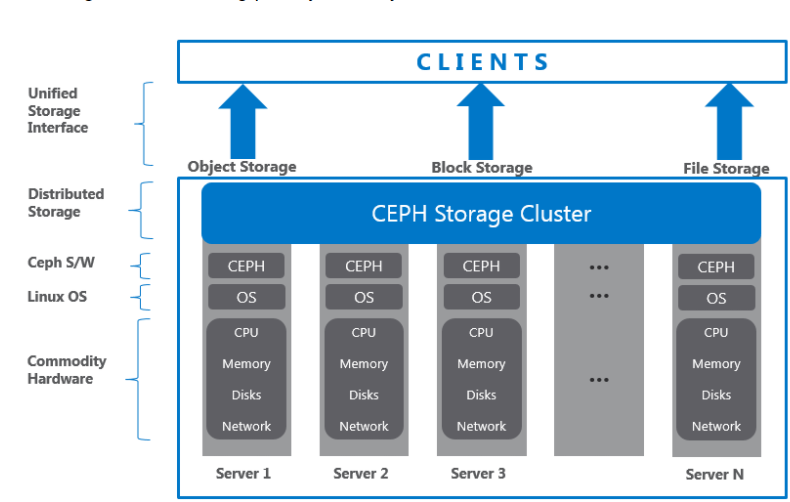 CLIENTS
Unified
Storage
Interface
Object Storage
Block Storage
File Storage
Distributed
Storage
CEPH Storage Cluster
Ceph S/W
CEPH
CEPH
CEPH
...
CEPH
Linux OS
OS
OS
OS
...
OS
Commodity
Hardware
CPU
Memory
Disks
Network
CPU
Memory
Disks
Network
CPU
Memory
Disks
Network
...
CPU
Memory
Disks
Network
Server 1
Server 2
Server 3
Server N